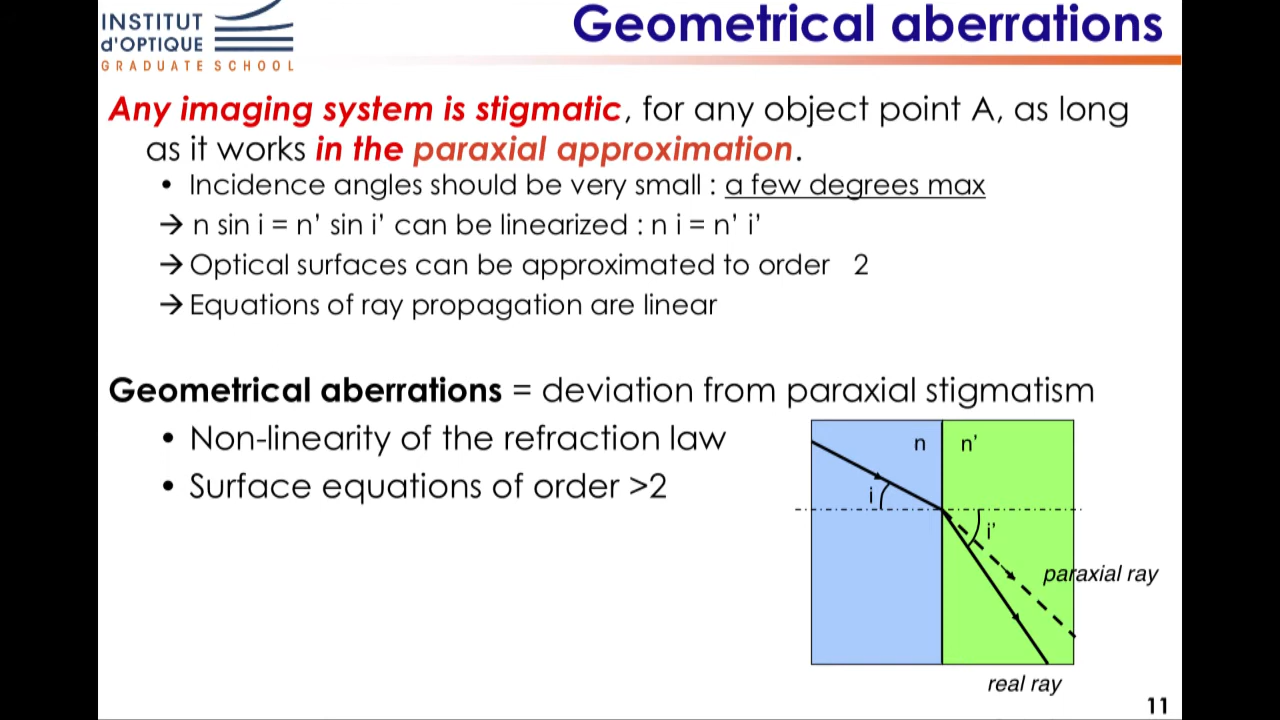 INSTITUT
d'OPTIQUE
GRADUATE SCHOOL
Geometrical aberrations
Any imaging system is stigmatic, for any object point A, as long
as it works in the paraxial approximation.
• Incidence angles should be very small : a few degrees max
→ n sin i = n' sin i' can be linearized : n i = n' i'
→ Optical surfaces can be approximated to order 2
→ Equations of ray propagation are linear
Geometrical aberrations = deviation from paraxial stigmatism
• Non-linearity of the refraction law
• Surface equations of order >2
n n'
i
i'
paraxial ray
real ray
11